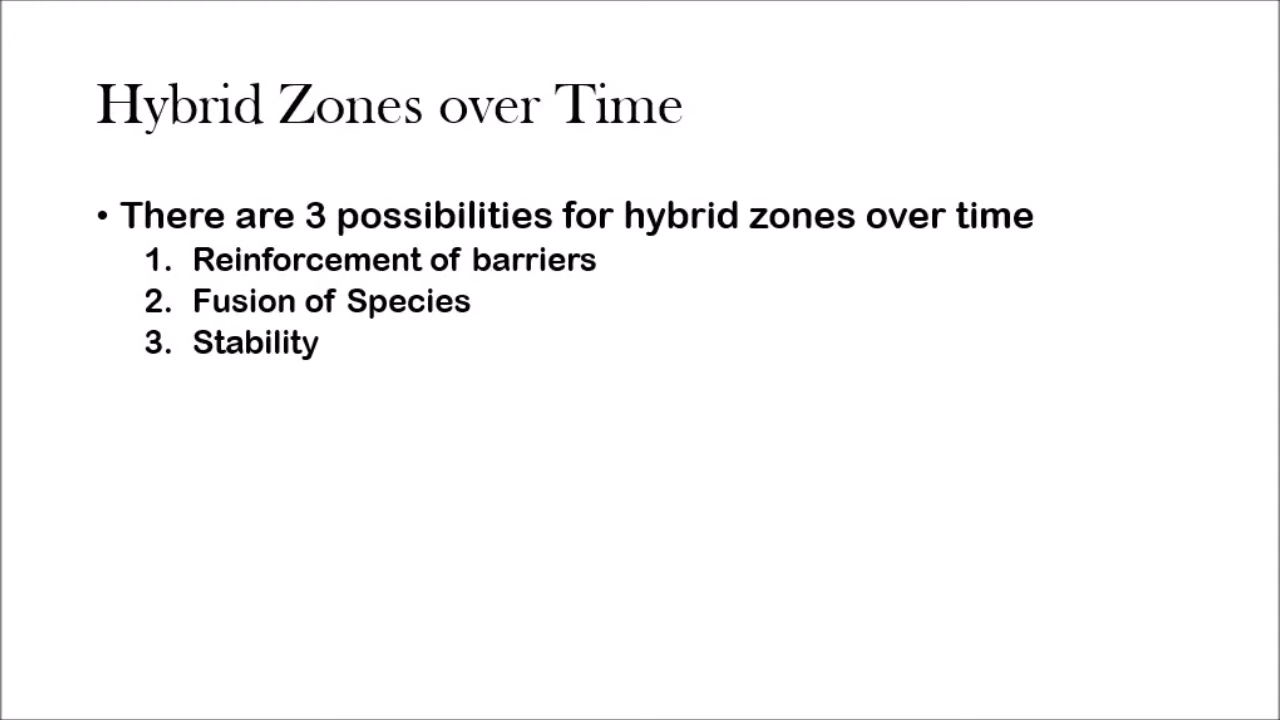 Hybrid Zones over Time
• There are 3 possibilities for hybrid zones over time
1. Reinforcement of barriers
2. Fusion of Species
3. Stability